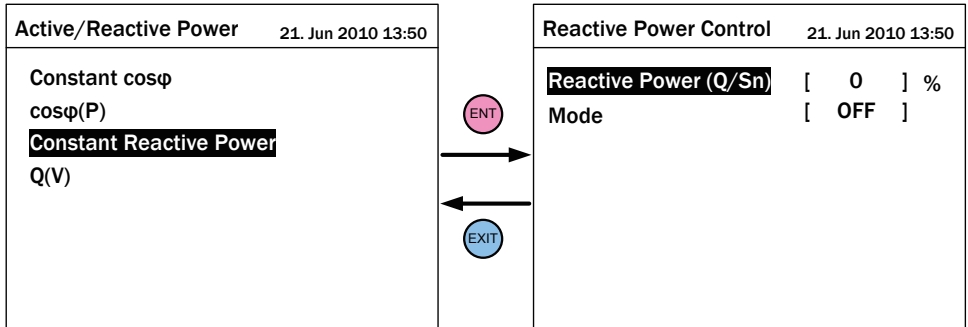 Active/Reactive Power 21. Jun 2010 13:50
Constant cosφ
cosφ(P)
Constant Reactive Power
Q(V)
ENT
EXIT
Reactive Power Control 21. Jun 2010 13:50
Reactive Power (Q/Sn) [ 0 ] %
Mode [ OFF ]